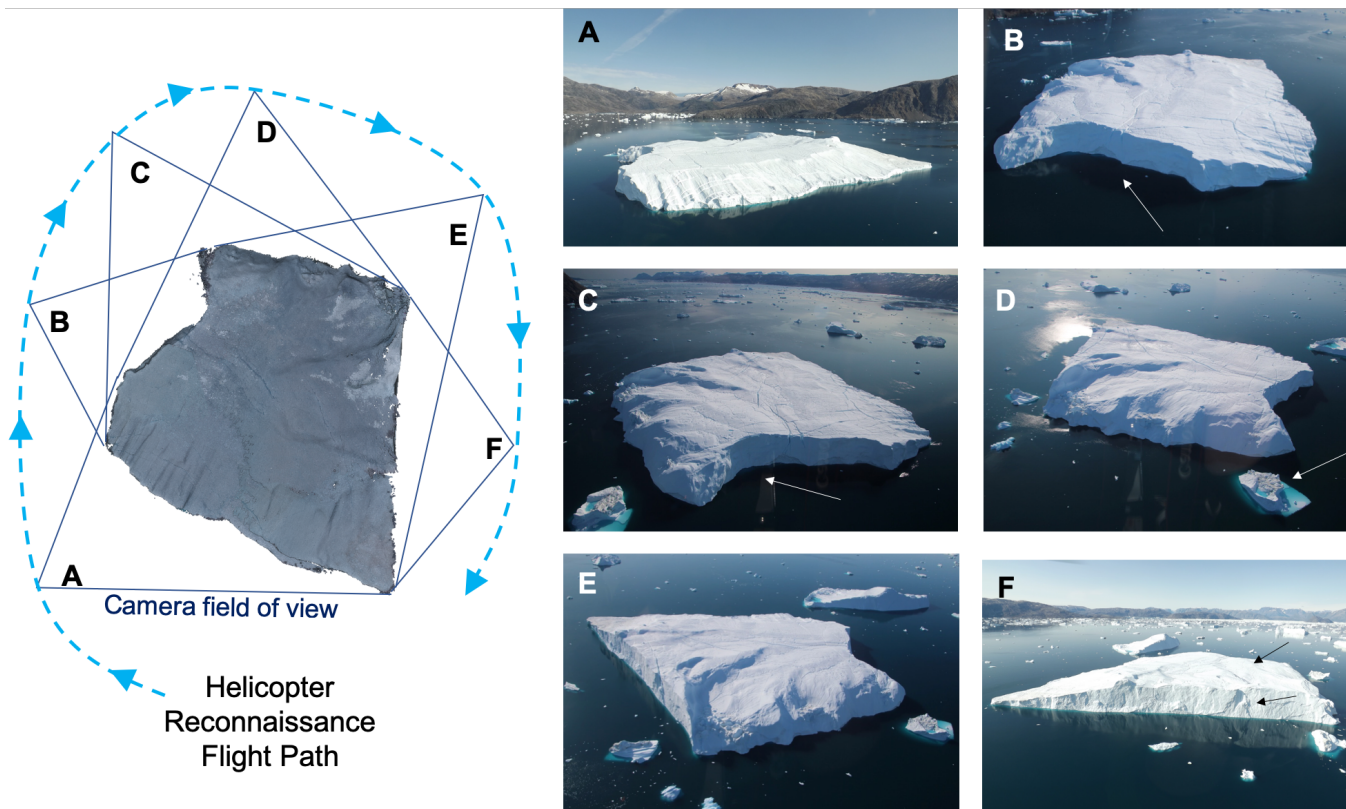 A
B
C
D
E
F
Camera field of view
Helicopter
Reconnaissance
Flight Path
A
B
C
D
E
F